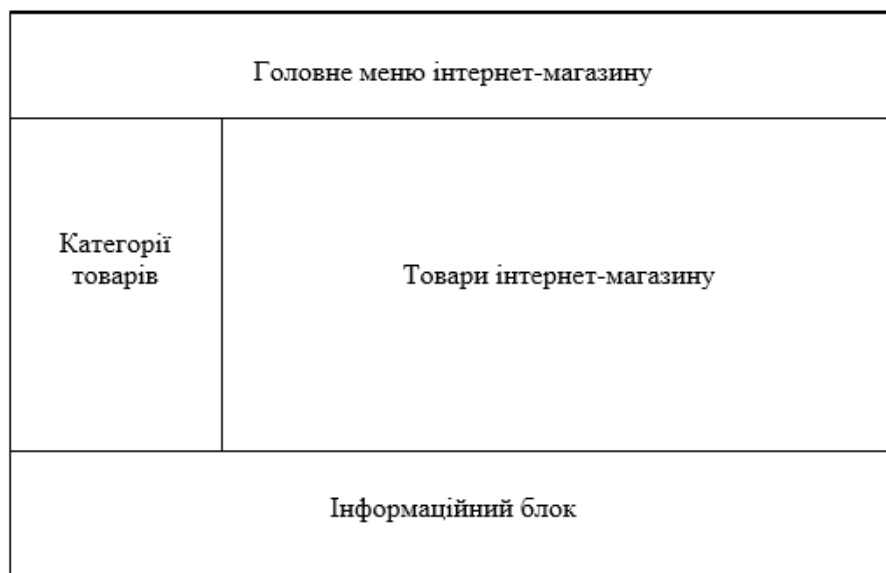 Головне меню інтернет-магазину
Категорії
товарів
Товари інтернет-магазину
Інформаційний блок